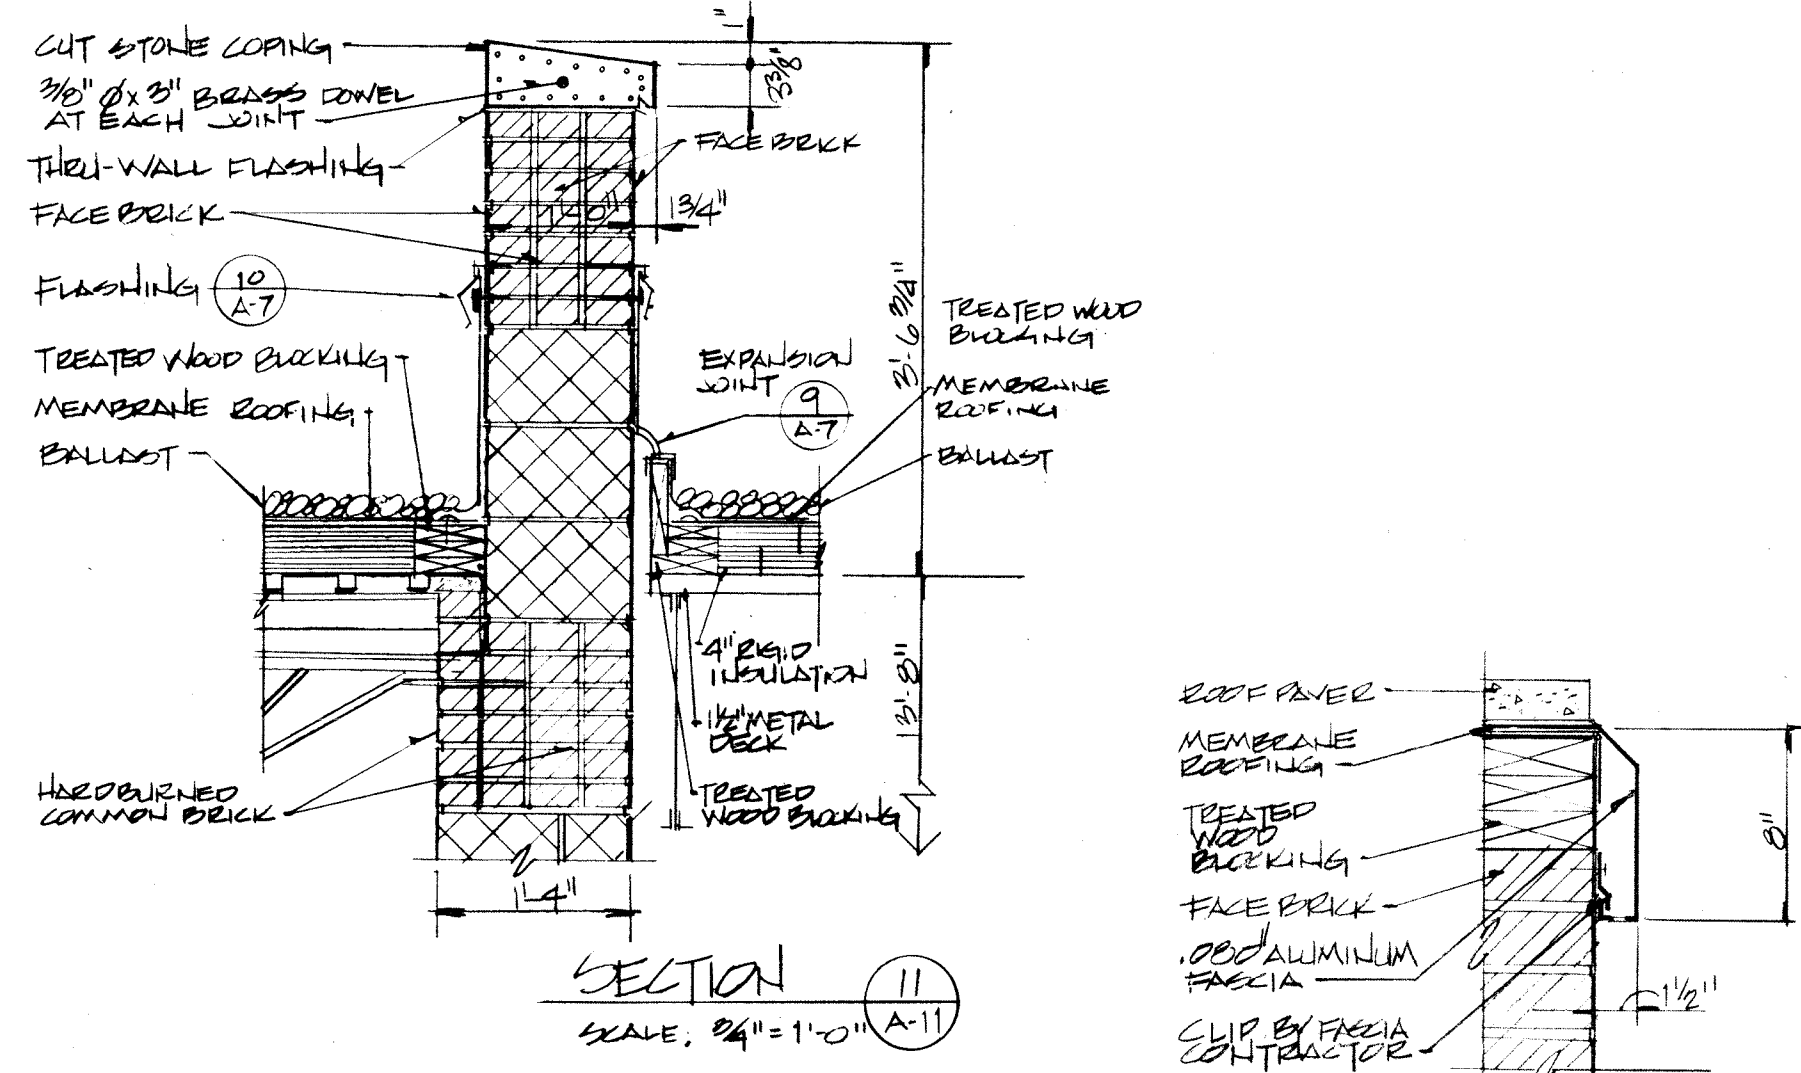 CUT STONE COPING
3/8" Ø x 3" BRASS DOWEL
AT EACH JOINT
THRU-WALL FLASHING
FACE BRICK
FLASHING
10
A-7
TREATED WOOD BLOCKING
MEMBRANE ROOFING
BALLAST
HARDBURNED
COMMON BRICK
1"
3 3/8"
FACE BRICK
1'-0"
1 3/4"
3'-6 3/4"
EXPANSION
JOINT
9
A-7
TREATED WOOD
BLOCKING
MEMBRANE
ROOFING
BALLAST
4" RIGID
INSULATION
1 1/2" METAL
DECK
TREATED
WOOD BLOCKING
13'-8"
1'-4"
SECTION
11
A-11
SCALE: 3/4" = 1'-0"
ROOF PAVER
MEMBRANE
ROOFING
TREATED
WOOD
BLOCKING
FACE BRICK
.080" ALUMINUM
FASCIA
CLIP BY FASCIA
CONTRACTOR
8"
1 1/2"